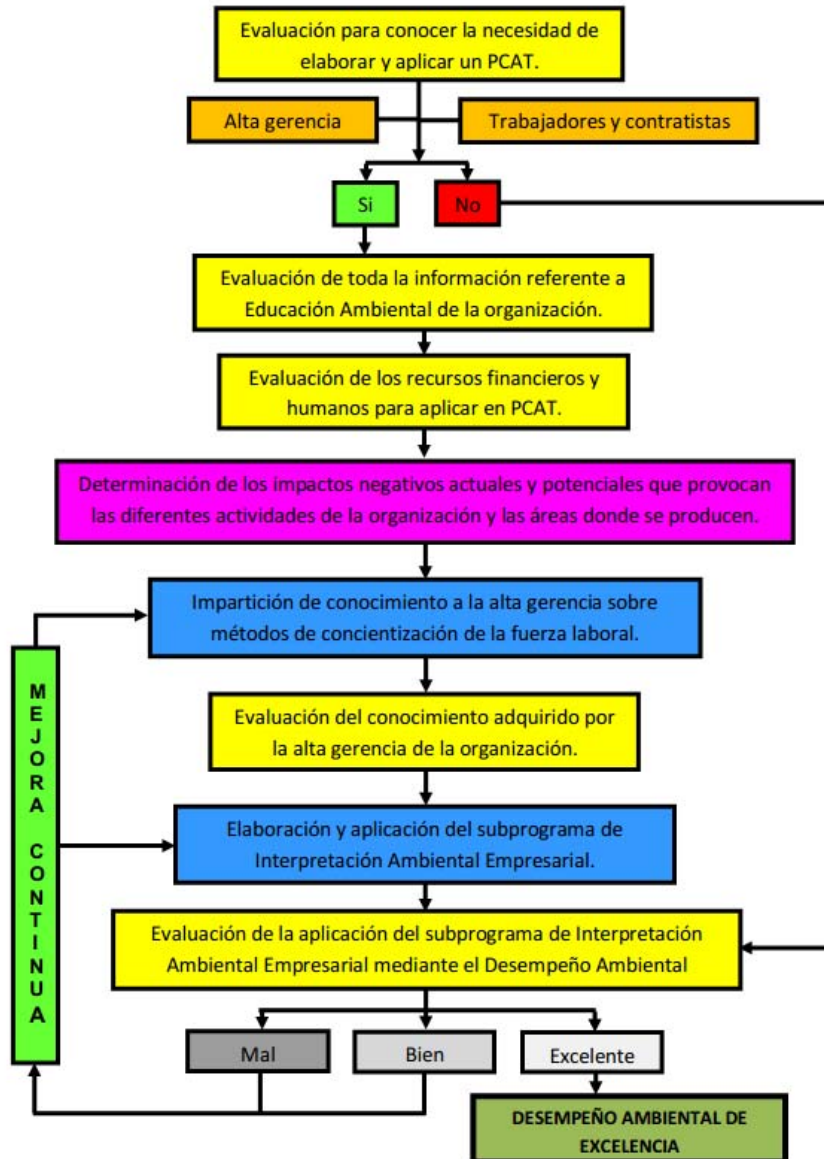 Evaluación para conocer la necesidad de
elaborar y aplicar un PCAT.
Alta gerencia
Trabajadores y contratistas
Si
No
Evaluación de toda la información referente a
Educación Ambiental de la organización.
Evaluación de los recursos financieros y
humanos para aplicar en PCAT.
Determinación de los impactos negativos actuales y potenciales que provocan
las diferentes actividades de la organización y las áreas donde se producen.
Impartición de conocimiento a la alta gerencia sobre
métodos de concientización de la fuerza laboral.
MEJORA CONTINUA
Evaluación del conocimiento adquirido por
la alta gerencia de la organización.
Elaboración y aplicación del subprograma de
Interpretación Ambiental Empresarial.
Evaluación de la aplicación del subprograma de Interpretación
Ambiental Empresarial mediante el Desempeño Ambiental
Mal
Bien
Excelente
DESEMPEÑO AMBIENTAL DE
EXCELENCIA